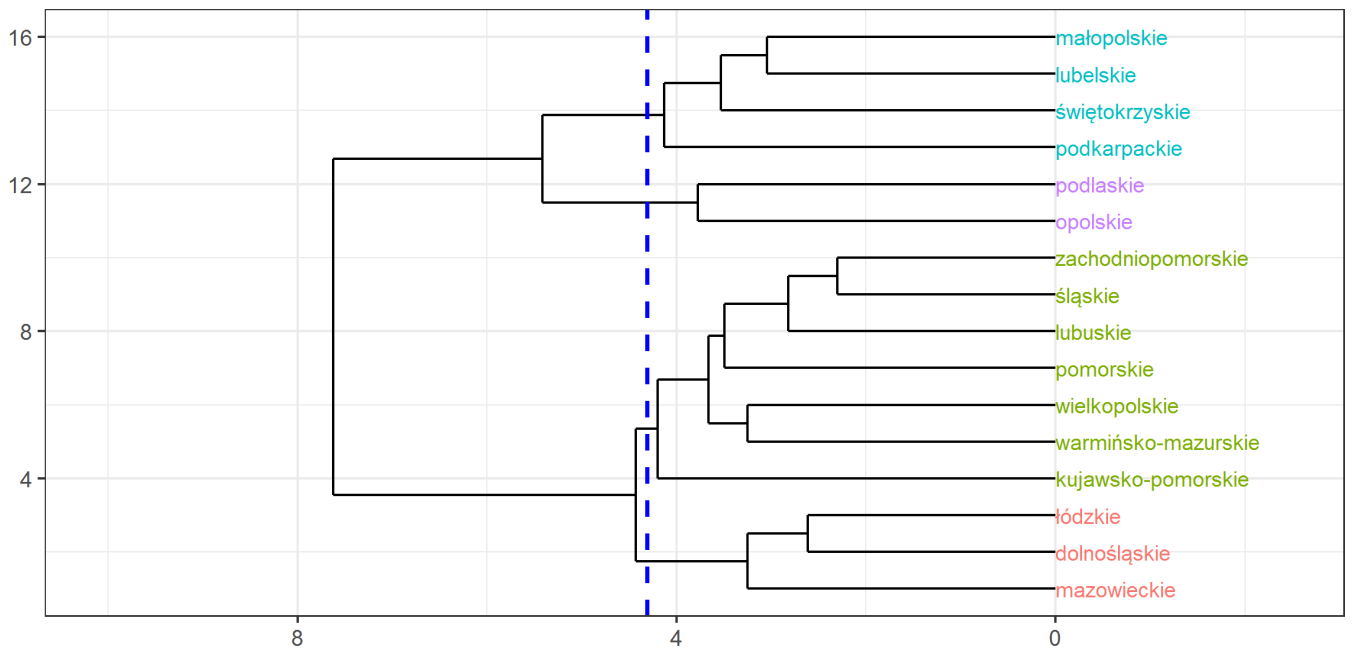 16
małopolskie
lubelskie
świętokrzyskie
podkarpackie
12
podlaskie
opolskie
zachodniopomorskie
śląskie
8
lubuskie
pomorskie
wielkopolskie
warmińsko-mazurskie
4
kujawsko-pomorskie
łódzkie
dolnośląskie
mazowieckie
8 4 0